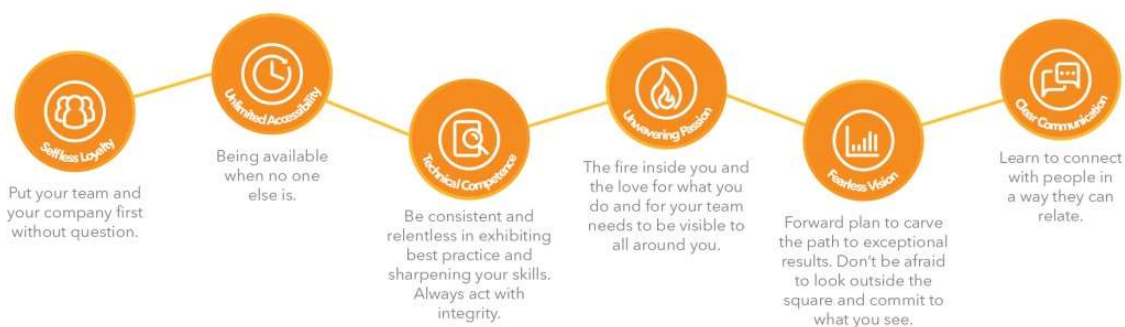 Selfless Loyalty
Put your team and
your company first
without question.
Unlimited Accessibility
Being available
when no one
else is.
Technical Competence
Be consistent and
relentless in exhibiting
best practice and
sharpening your skills.
Always act with
integrity.
Unwavering Passion
The fire inside you and
the love for what you
do and for your team
needs to be visible to
all around you.
Fearless Vision
Forward plan to carve
the path to exceptional
results. Don't be afraid
to look outside the
square and commit to
what you see.
Clear Communication
Learn to connect
with people in
a way they can
relate.